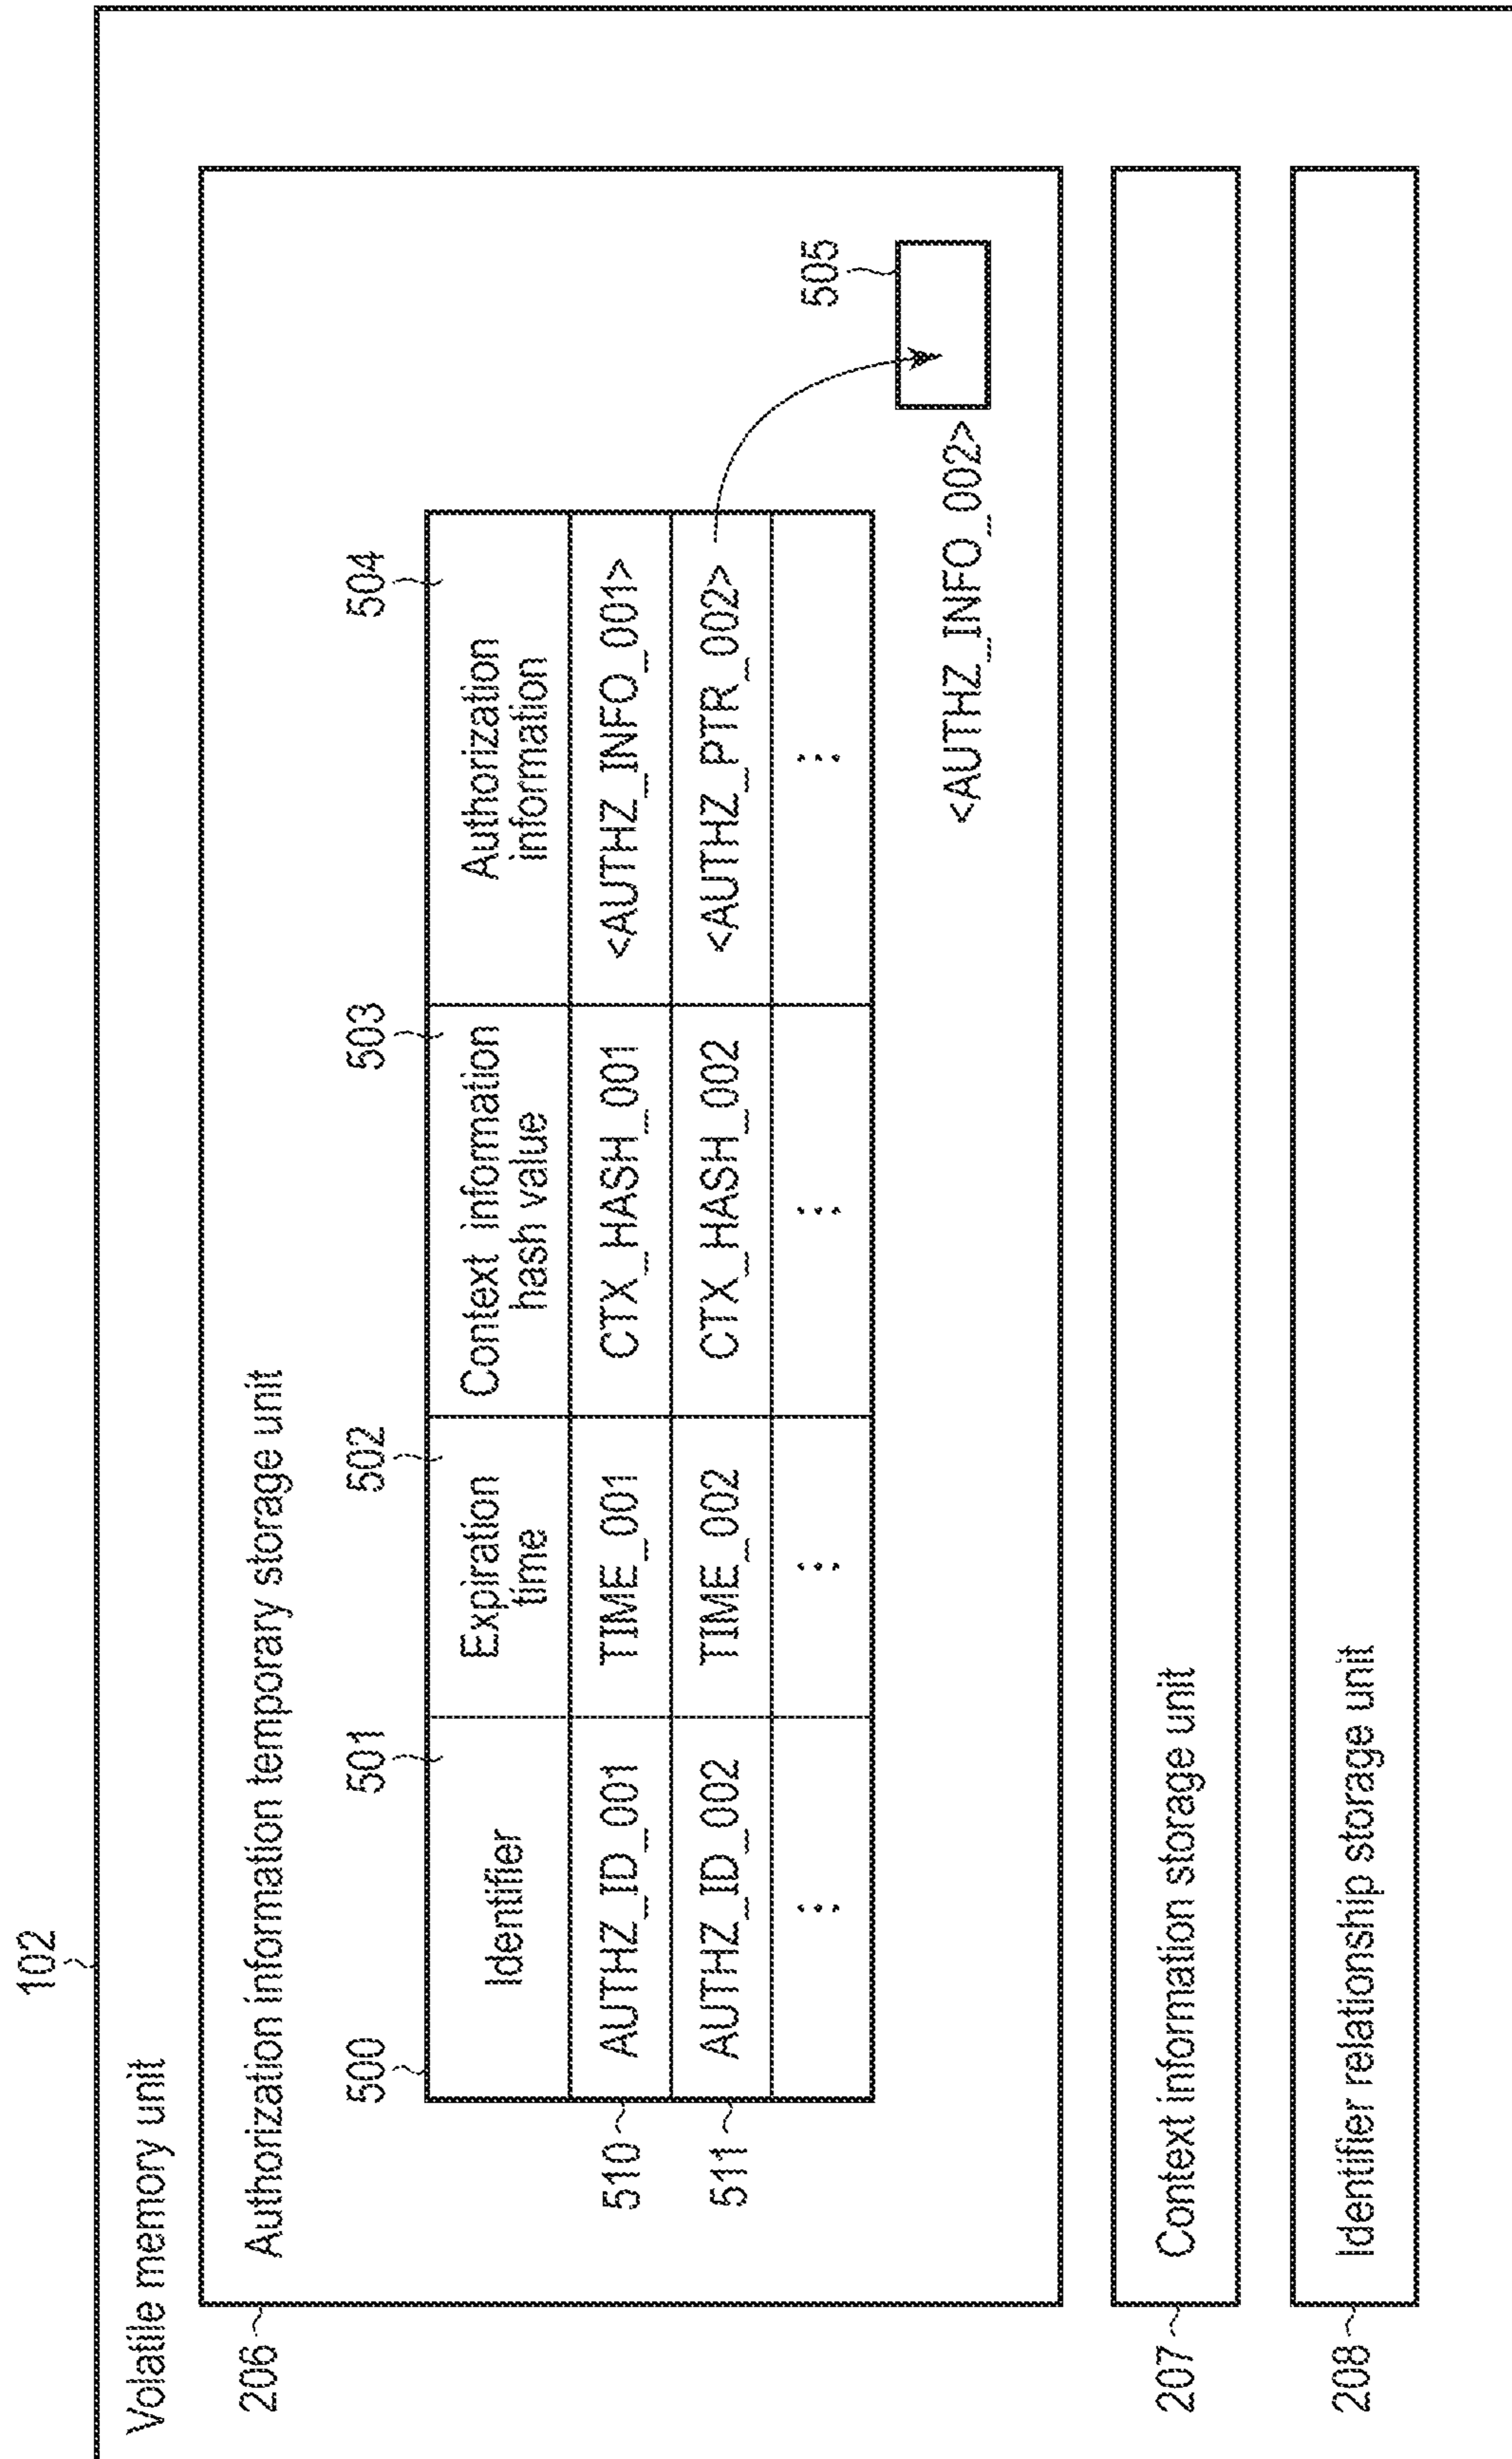 102
Volatile memory unit
206
Authorization information temporary storage unit
500
501
502
503
504
Identifier
Expiration
time
Context information
hash value
Authorization
information
510
AUTHZ_ID_001
TIME_001
CTX_HASH_001
<AUTHZ_INFO_001>
511
AUTHZ_ID_002
TIME_002
CTX_HASH_002
<AUTHZ_PTR_002>
⋮
⋮
⋮
⋮
505
<AUTHZ_INFO_002>
207
Context information storage unit
208
Identifier relationship storage unit